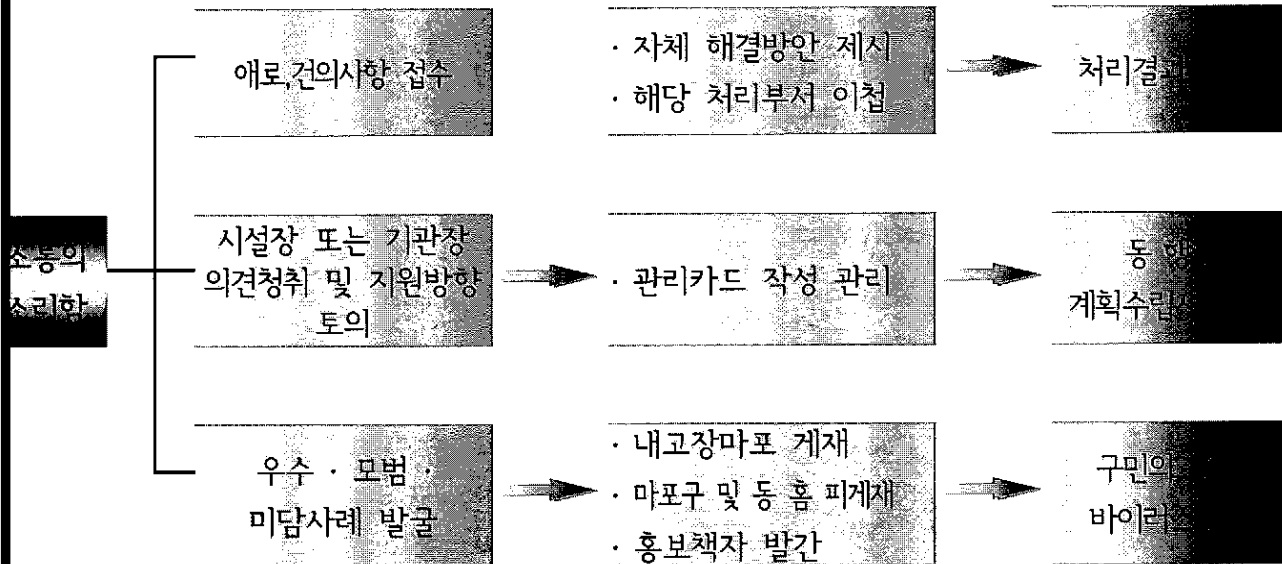 소통의
소리함
애로,건의사항 접수
· 자체 해결방안 제시
· 해당 처리부서 이첩
처리결과
시설장 또는 기관장
의견청취 및 지원방향
토의
· 관리카드 작성 관리
동 향
계획수립
우수 · 모범 ·
미담사례 발굴
· 내고장마포 게재
· 마포구 및 동 홈 피게재
· 홍보책자 발간
구민의
바이러스